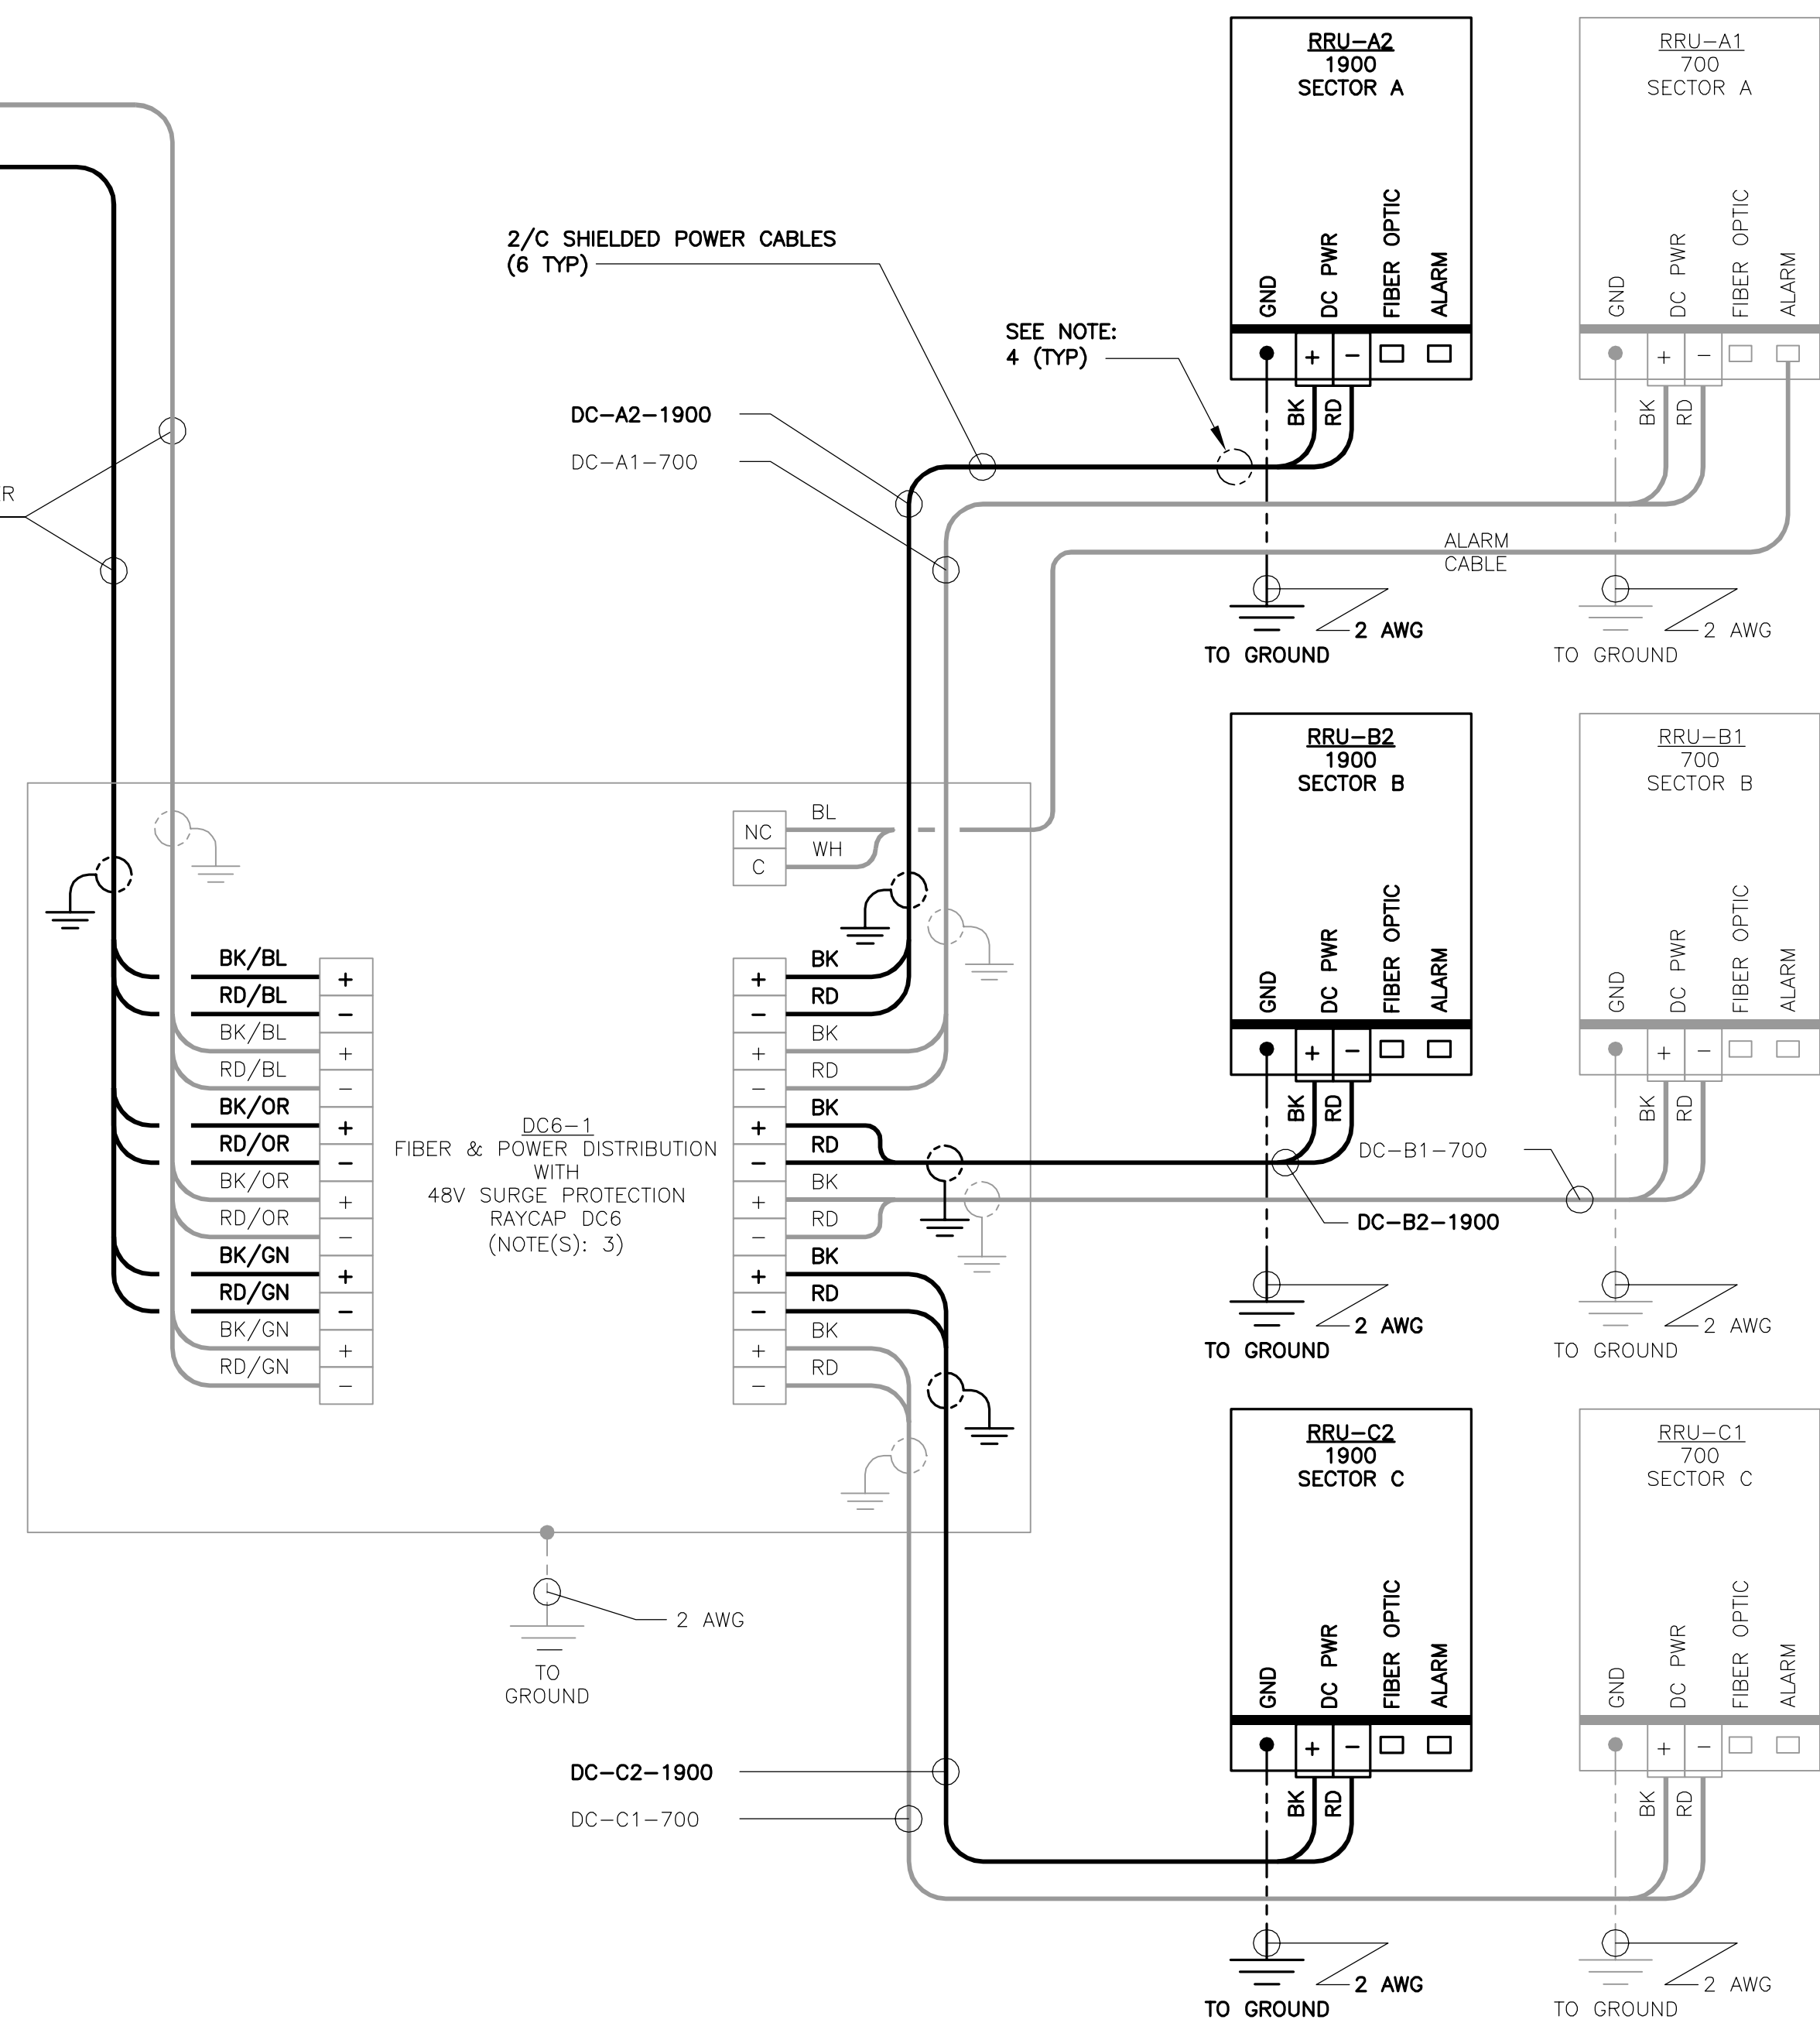 RRU-A2
1900
SECTOR A
GND
DC PWR
FIBER OPTIC
ALARM
+
-
BK
RD
2 AWG
TO GROUND
RRU-A1
700
SECTOR A
GND
DC PWR
FIBER OPTIC
ALARM
+
-
BK
RD
2 AWG
TO GROUND
2/C SHIELDED POWER CABLES
(6 TYP)
SEE NOTE:
4 (TYP)
DC-A2-1900
DC-A1-700
ALARM
CABLE
RRU-B2
1900
SECTOR B
GND
DC PWR
FIBER OPTIC
ALARM
+
-
BK
RD
2 AWG
TO GROUND
RRU-B1
700
SECTOR B
GND
DC PWR
FIBER OPTIC
ALARM
+
-
BK
RD
2 AWG
TO GROUND
DC-B1-700
DC-B2-1900
NC
BL
C
WH
BK/BL
+
RD/BL
-
BK/BL
+
RD/BL
-
BK/OR
+
RD/OR
-
BK/OR
+
RD/OR
-
BK/GN
+
RD/GN
-
BK/GN
+
RD/GN
-
DC6-1
FIBER & POWER DISTRIBUTION
WITH
48V SURGE PROTECTION
RAYCAP DC6
(NOTE(S): 3)
+
BK
-
RD
+
BK
-
RD
+
BK
-
RD
+
BK
-
RD
+
BK
-
RD
+
BK
-
RD
2 AWG
TO
GROUND
DC-C2-1900
DC-C1-700
RRU-C2
1900
SECTOR C
GND
DC PWR
FIBER OPTIC
ALARM
+
-
BK
RD
2 AWG
TO GROUND
RRU-C1
700
SECTOR C
GND
DC PWR
FIBER OPTIC
ALARM
+
-
BK
RD
2 AWG
TO GROUND